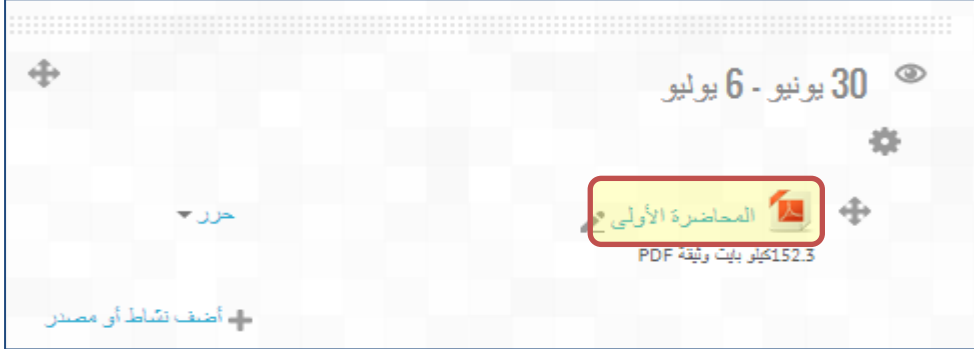 30 يونيو - 6 يوليو
المحاضرة الأولى
حرر
152.3كيلو بايت وثيقة PDF
أضف نشاط أو مصدر